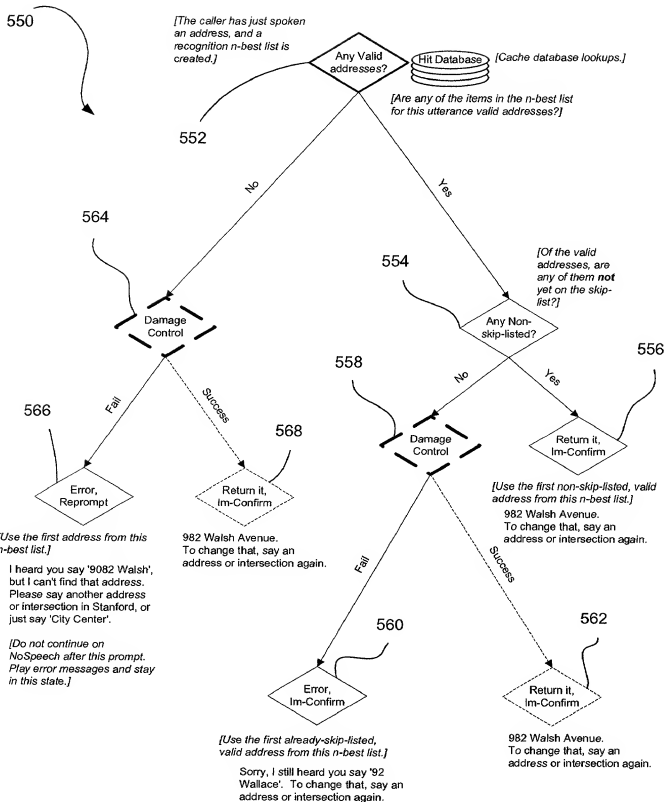 550
[The caller has just spoken
an address, and a
recognition n-best list is
created.]
Any Valid
addresses?
Hit Database
[Cache database lookups.]
[Are any of the items in the n-best list
for this utterance valid addresses?]
552
No
Yes
564
Damage
Control
554
[Of the valid
addresses, are
any of them not
yet on the skip-
list?]
Any Non-
skip-listed?
558
No
Yes
556
Fail
Success
566
568
Damage
Control
Return it,
Im-Confirm
Error,
Reprompt
Return it,
Im-Confirm
[Use the first non-skip-listed, valid
address from this n-best list.]
982 Walsh Avenue.
To change that, say an
address or intersection again.
Use the first address from this
n-best list.]
982 Walsh Avenue.
To change that, say an
address or intersection again.
I heard you say '9082 Walsh',
but I can't find that address.
Please say another address
or intersection in Stanford, or
just say 'City Center'.
Fail
Success
[Do not continue on
NoSpeech after this prompt.
Play error messages and stay
in this state.]
560
562
Error,
Im-Confirm
Return it,
Im-Confirm
[Use the first already-skip-listed,
valid address from this n-best list.]
982 Walsh Avenue.
To change that, say an
address or intersection again.
Sorry, I still heard you say '92
Wallace'. To change that, say an
address or intersection again.